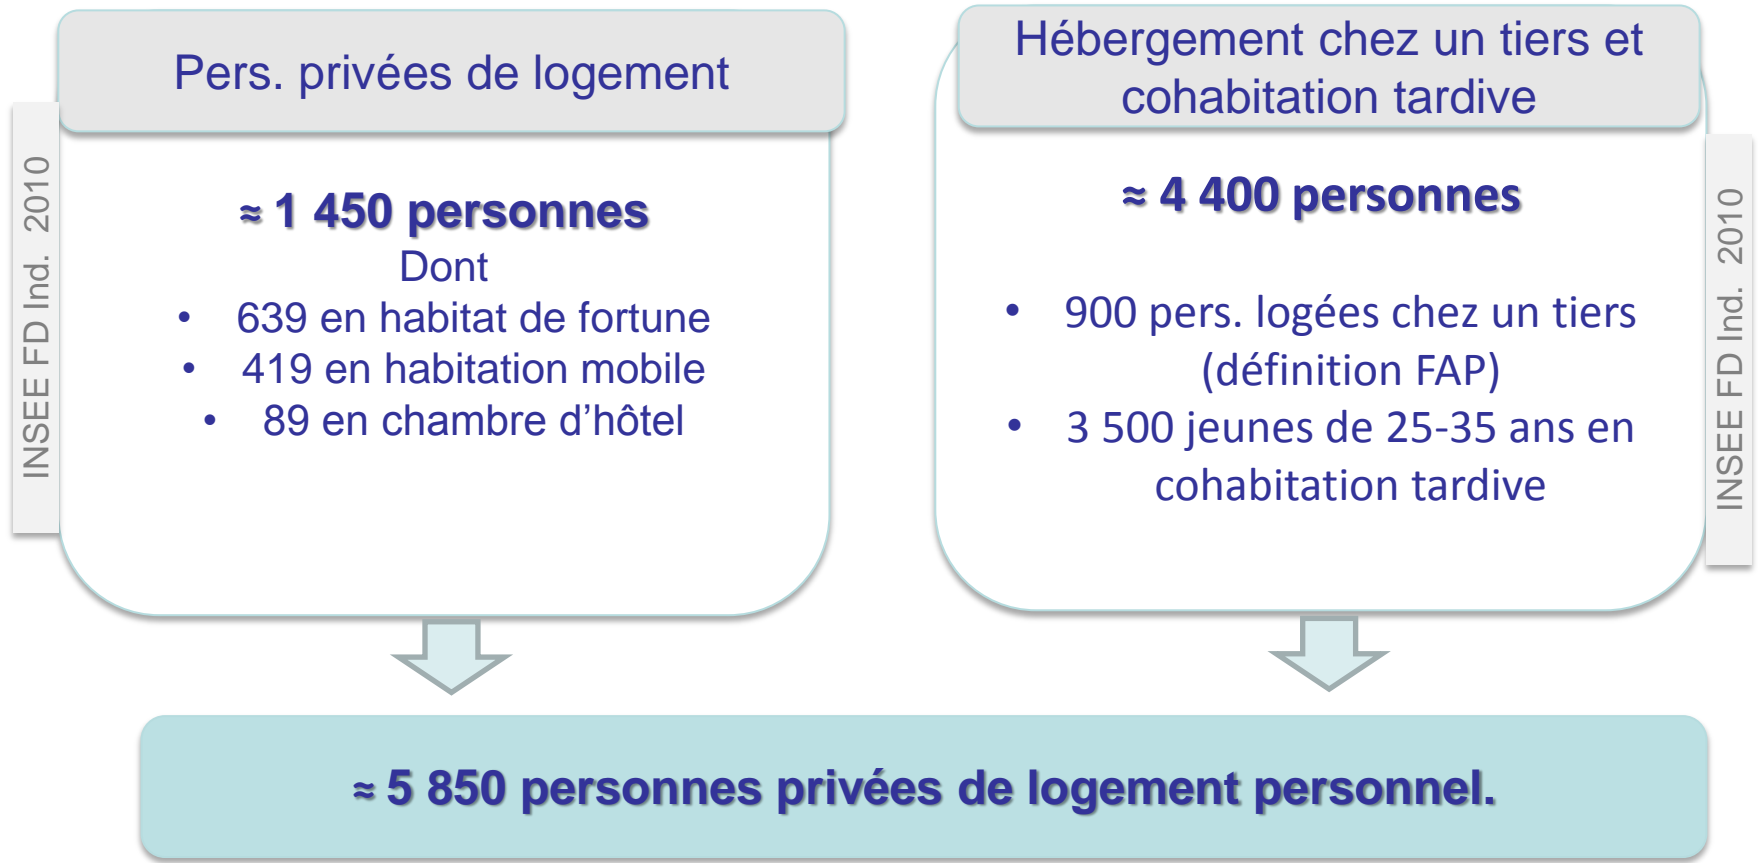 Pers. privées de logement
INSEE FD Ind. 2010
≈ 1 450 personnes
Dont
• 639 en habitat de fortune
• 419 en habitation mobile
• 89 en chambre d’hôtel
Hébergement chez un tiers et
cohabitation tardive
≈ 4 400 personnes
• 900 pers. logées chez un tiers
(définition FAP)
• 3 500 jeunes de 25-35 ans en
cohabitation tardive
INSEE FD Ind. 2010
≈ 5 850 personnes privées de logement personnel.